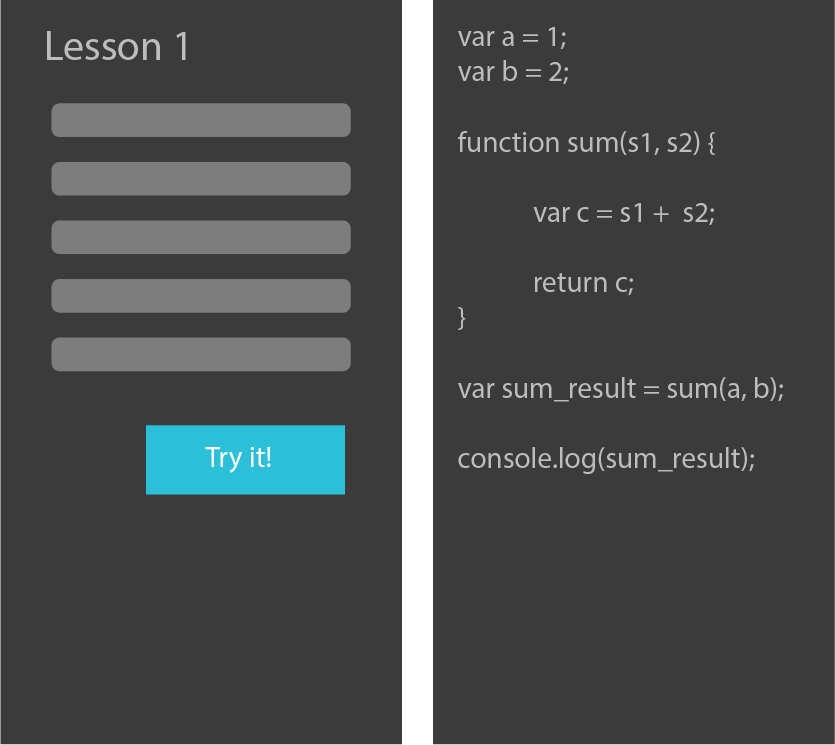 Lesson 1
Try it!
var a = 1;
var b = 2;
function sum(s1, s2) {
var c = s1 +  s2;
return c;
}
var sum_result = sum(a, b);
console.log(sum_result);